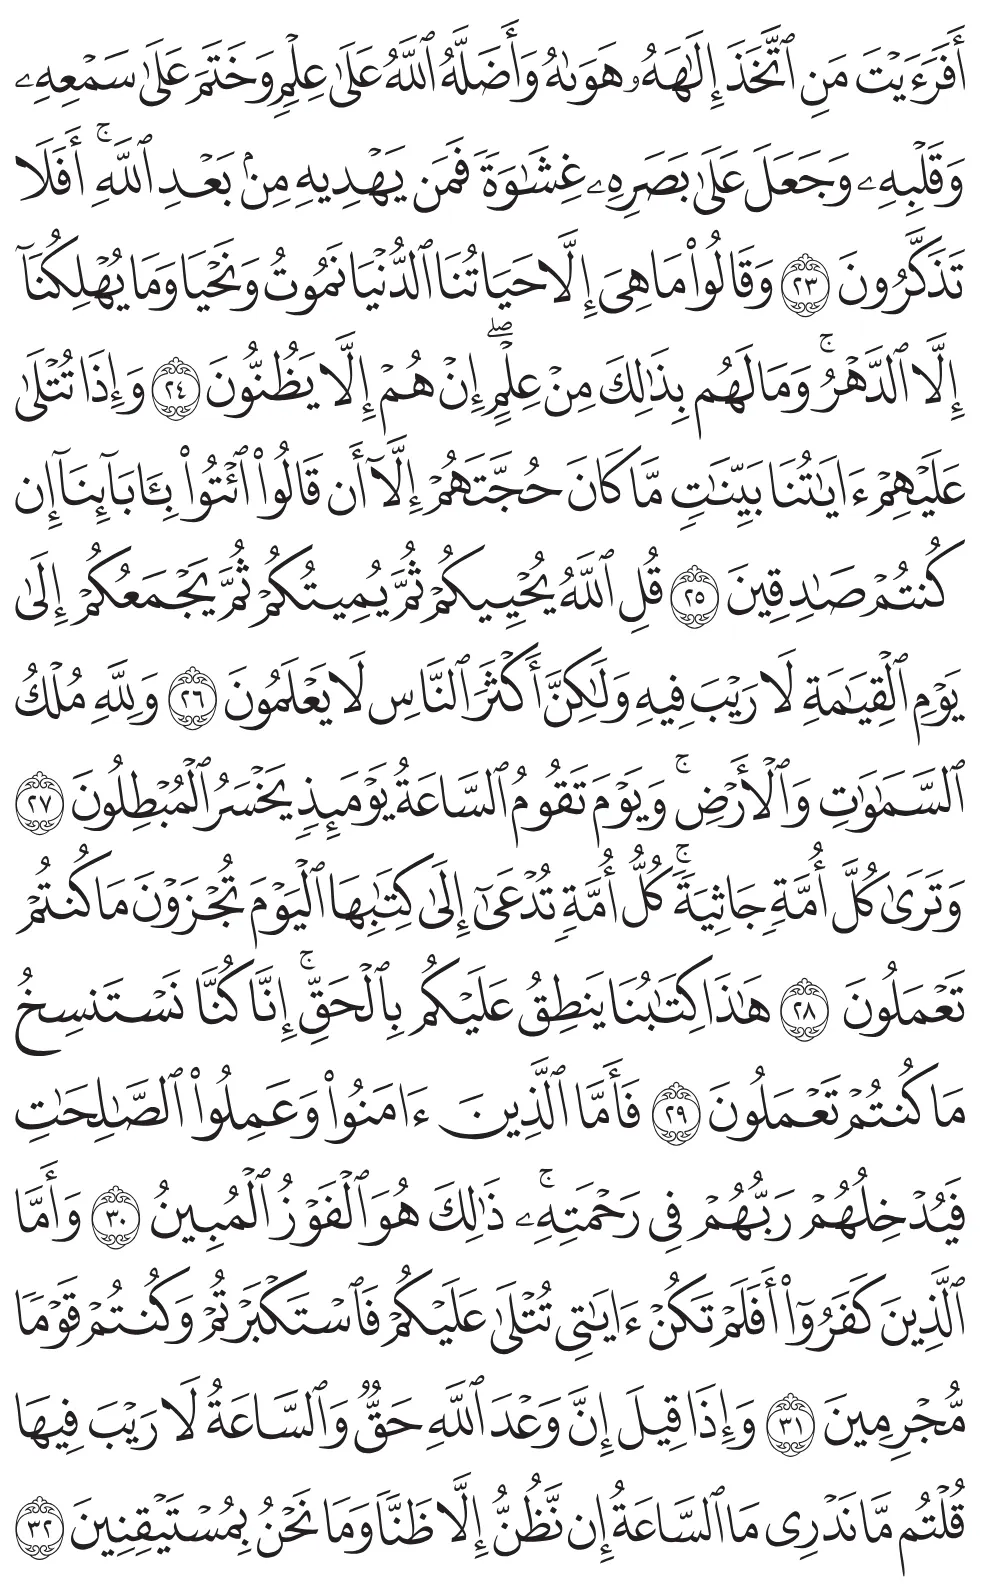 أَفَرَءَيْتَ مَنِ ٱتَّخَذَ إِلَٰهَهُۥ هَوَىٰهُ وَأَضَلَّهُ ٱللَّهُ عَلَىٰ عِلْمٍ وَخَتَمَ عَلَىٰ سَمْعِهِۦ
وَقَلْبِهِۦ وَجَعَلَ عَلَىٰ بَصَرِهِۦ غِشَٰوَةً فَمَن يَهْدِيهِ مِنۢ بَعْدِ ٱللَّهِۚ أَفَلَا
تَذَكَّرُونَ ٢٣ وَقَالُوا۟ مَا هِىَ إِلَّا حَيَاتُنَا ٱلدُّنْيَا نَمُوتُ وَنَحْيَا وَمَا يُهْلِكُنَآ
إِلَّا ٱلدَّهْرُۚ وَمَا لَهُم بِذَٰلِكَ مِنْ عِلْمٍۖ إِنْ هُمْ إِلَّا يَظُنُّونَ ٢٤ وَإِذَا تُتْلَىٰ
عَلَيْهِمْ ءَايَٰتُنَا بَيِّنَٰتٍ مَّا كَانَ حُجَّتَهُمْ إِلَّآ أَن قَالُوا۟ ٱئْتُوا۟ بِـَٔابَآئِنَآ إِن
كُنتُمْ صَٰدِقِينَ ٢٥ قُلِ ٱللَّهُ يُحْيِيكُمْ ثُمَّ يُمِيتُكُمْ ثُمَّ يَجْمَعُكُمْ إِلَىٰ
يَوْمِ ٱلْقِيَٰمَةِ لَا رَيْبَ فِيهِ وَلَٰكِنَّ أَكْثَرَ ٱلنَّاسِ لَا يَعْلَمُونَ ٢٦ وَلِلَّهِ مُلْكُ
ٱلسَّمَٰوَٰتِ وَٱلْأَرْضِۚ وَيَوْمَ تَقُومُ ٱلسَّاعَةُ يَوْمَئِذٍ يَخْسَرُ ٱلْمُبْطِلُونَ ٢٧
وَتَرَىٰ كُلَّ أُمَّةٍ جَاثِيَةًۚ كُلُّ أُمَّةٍ تُدْعَىٰٓ إِلَىٰ كِتَٰبِهَا ٱلْيَوْمَ تُجْزَوْنَ مَا كُنتُمْ
تَعْمَلُونَ ٢٨ هَٰذَا كِتَٰبُنَا يَنطِقُ عَلَيْكُم بِٱلْحَقِّۚ إِنَّا كُنَّا نَسْتَنسِخُ
مَا كُنتُمْ تَعْمَلُونَ ٢٩ فَأَمَّا ٱلَّذِينَ ءَامَنُوا۟ وَعَمِلُوا۟ ٱلصَّٰلِحَٰتِ
فَيُدْخِلُهُمْ رَبُّهُمْ فِى رَحْمَتِهِۦۚ ذَٰلِكَ هُوَ ٱلْفَوْزُ ٱلْمُبِينُ ٣٠ وَأَمَّا
ٱلَّذِينَ كَفَرُوٓا۟ أَفَلَمْ تَكُنْ ءَايَٰتِى تُتْلَىٰ عَلَيْكُمْ فَٱسْتَكْبَرْتُمْ وَكُنتُمْ قَوْمًا
مُّجْرِمِينَ ٣١ وَإِذَا قِيلَ إِنَّ وَعْدَ ٱللَّهِ حَقٌّ وَٱلسَّاعَةُ لَا رَيْبَ فِيهَا
قُلْتُم مَّا نَدْرِى مَا ٱلسَّاعَةُ إِن نَّظُنُّ إِلَّا ظَنًّا وَمَا نَحْنُ بِمُسْتَيْقِنِينَ ٣٢